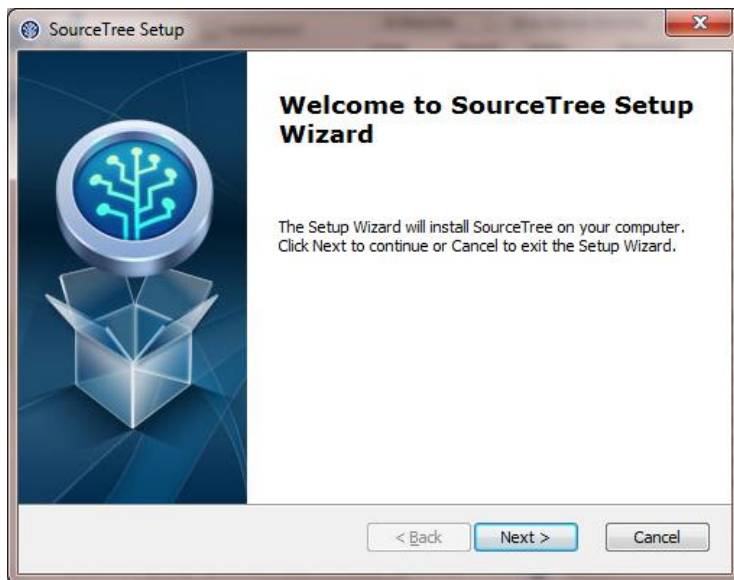 SourceTree Setup
Welcome to SourceTree Setup
Wizard
The Setup Wizard will install SourceTree on your computer.
Click Next to continue or Cancel to exit the Setup Wizard.
< Back Next > Cancel